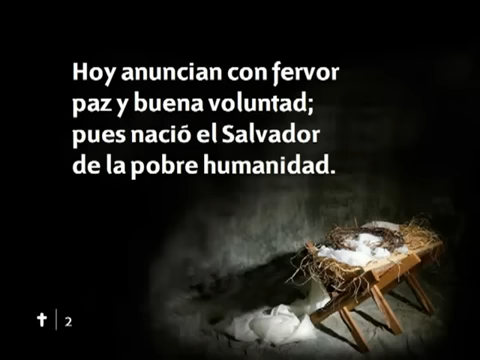 Hoy anuncian con fervor
paz y buena voluntad;
pues nació el Salvador
de la pobre humanidad.
2